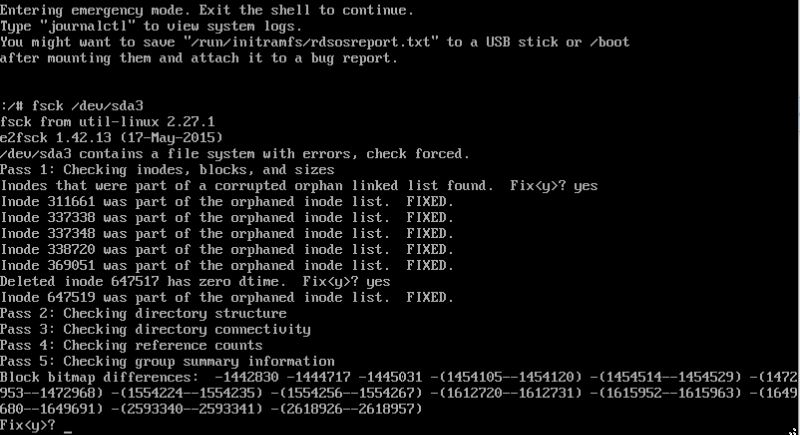 Entering emergency mode. Exit the shell to continue.
Type "journalctl" to view system logs.
You might want to save "/run/initramfs/rdsosreport.txt" to a USB stick or /boot
after mounting them and attach it to a bug report.
:/# fsck /dev/sda3
fsck from util-linux 2.27.1
e2fsck 1.42.13 (17-May-2015)
/dev/sda3 contains a file system with errors, check forced.
Pass 1: Checking inodes, blocks, and sizes
Inodes that were part of a corrupted orphan linked list found.  Fix<y>? yes
Inode 311661 was part of the orphaned inode list.  FIXED.
Inode 337338 was part of the orphaned inode list.  FIXED.
Inode 337348 was part of the orphaned inode list.  FIXED.
Inode 338720 was part of the orphaned inode list.  FIXED.
Inode 369051 was part of the orphaned inode list.  FIXED.
Deleted inode 647517 has zero dtime.  Fix<y>? yes
Inode 647519 was part of the orphaned inode list.  FIXED.
Pass 2: Checking directory structure
Pass 3: Checking directory connectivity
Pass 4: Checking reference counts
Pass 5: Checking group summary information
Block bitmap differences:  -1442830 -1444717 -1445031 -(1454105--1454120) -(1454514--1454529) -(1472
953--1472968) -(1554224--1554235) -(1554256--1554267) -(1612720--1612731) -(1615952--1615963) -(1649
680--1649691) -(2593340--2593341) -(2618926--2618957)
Fix<y>? _